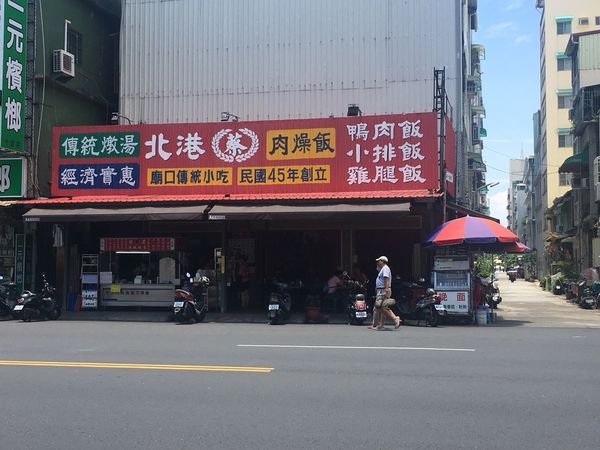 二元檳榔
傳統燉湯
經濟實惠
北港
蔡
肉燥飯
廟口傳統小吃
民國45年創立
鴨肉飯
小排飯
雞腿飯